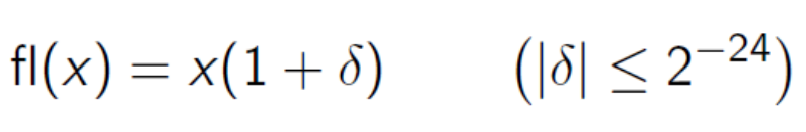 fl(x) = x(1 + δ) (|δ| ≤ 2⁻²⁴)